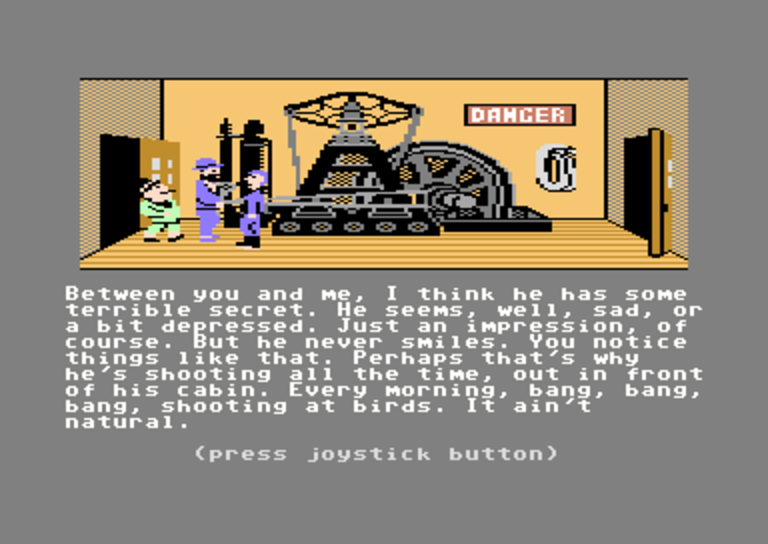 DANGER
Between you and me, I think he has some
terrible secret. He seems, well, sad, or
a bit depressed. Just an impression, of
course. But he never smiles. You notice
things like that. Perhaps that's why
he's shooting all the time, out in front
of his cabin. Every morning, bang, bang,
bang, shooting at birds. It ain't
natural.
(press joystick button)